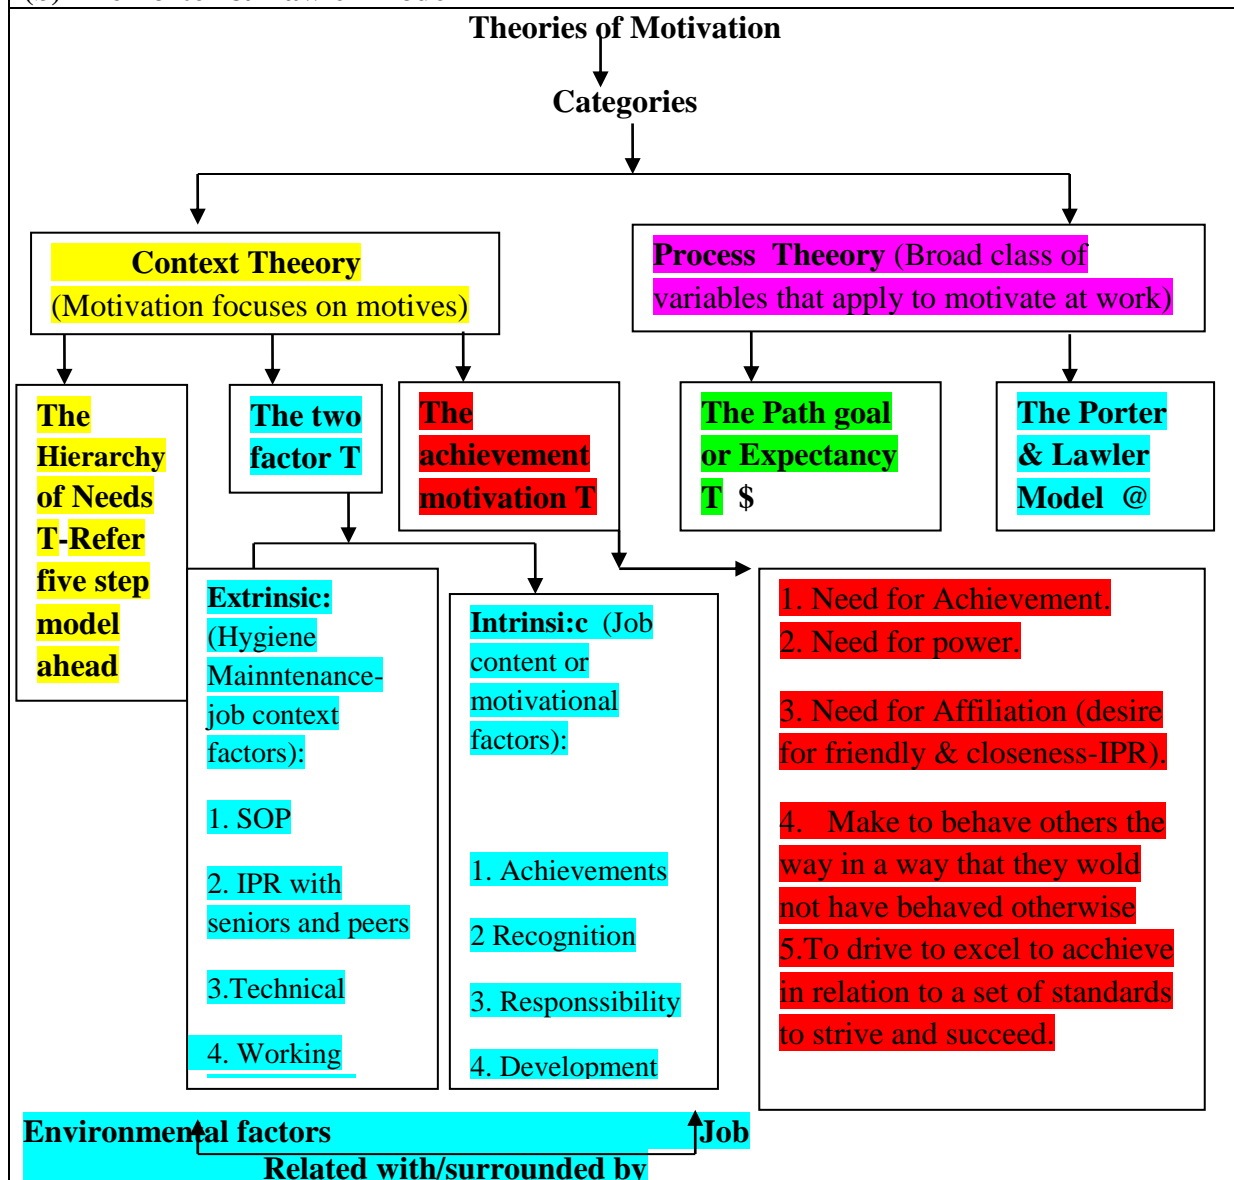 Theories of Motivation
Categories
Context Theeory
(Motivation focuses on motives)
Process Theeory (Broad class of
variables that apply to motivate at work)
The
Hierarchy
of Needs
T-Refer
five step
model
ahead
The two
factor T
The
achievement
motivation T
The Path goal
or Expectancy
T $
The Porter
& Lawler
Model @
Extrinsic:
(Hygiene
Mainntenance-
job context
factors):
1. SOP
2. IPR with
seniors and peers
3.Technical
4. Working
Intrinsi:c (Job
content or
motivational
factors):
1. Achievements
2 Recognition
3. Responssibility
4. Development
1. Need for Achievement.
2. Need for power.
3. Need for Affiliation (desire
for friendly & closeness-IPR).
4. Make to behave others the
way in a way that they wold
not have behaved otherwise
5.To drive to excel to acchieve
in relation to a set of standards
to strive and succeed.
Environmental factors Job
Related with/surrounded by